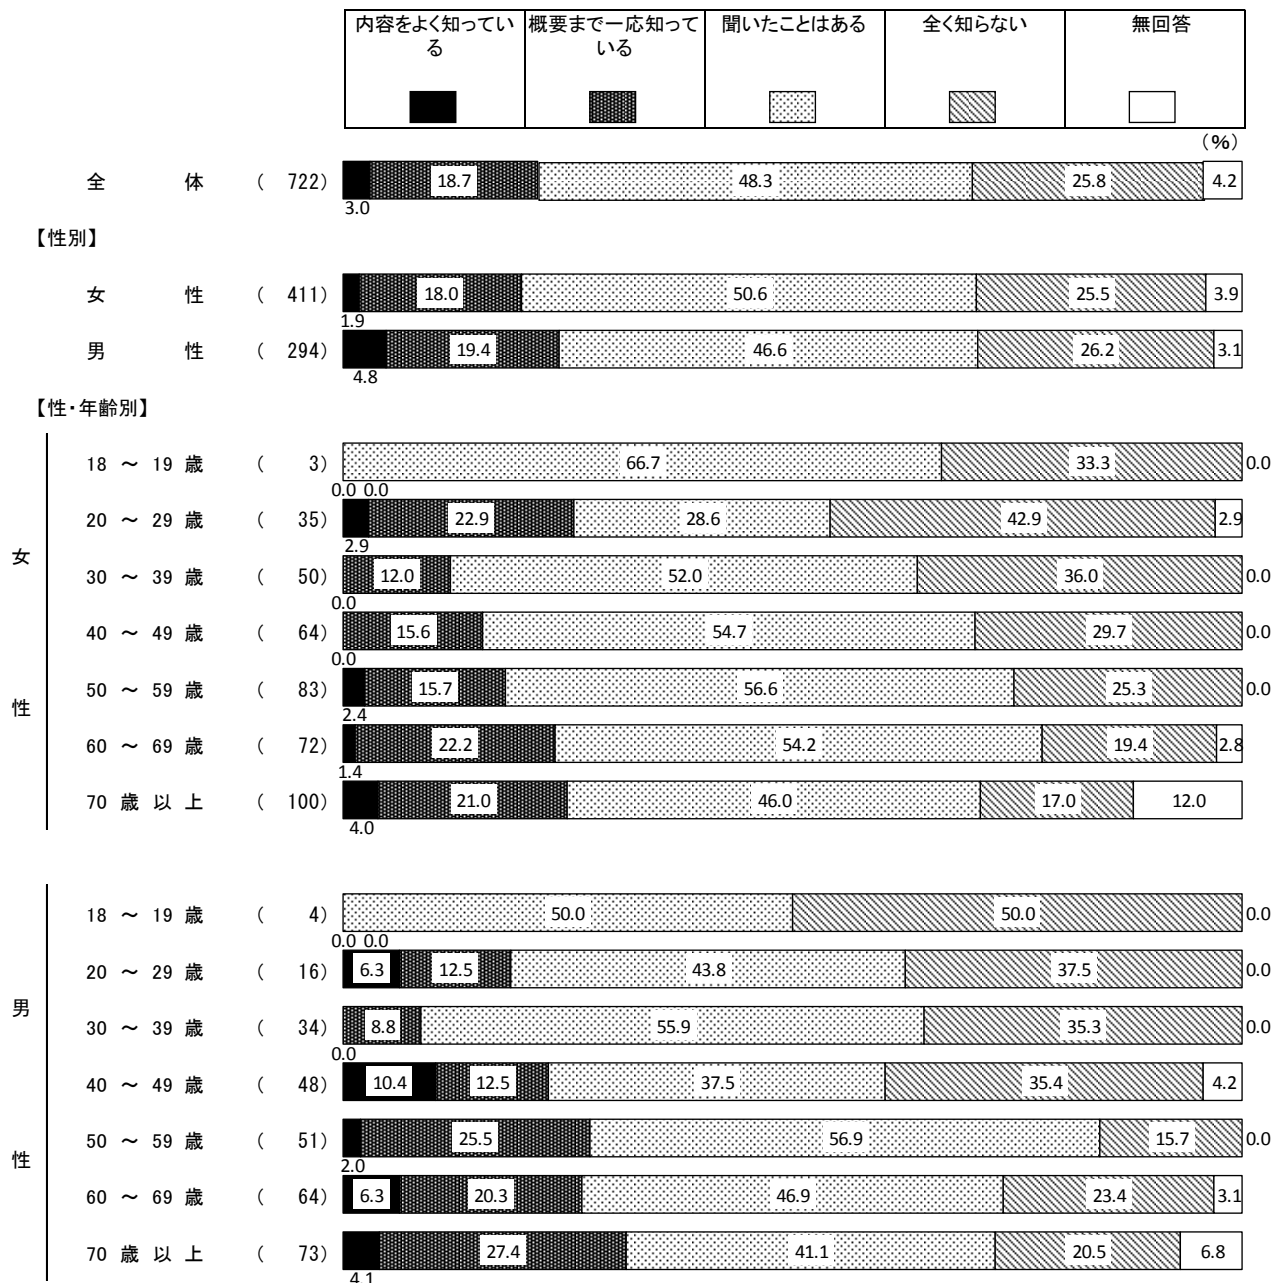 内容をよく知ってい
る
概要まで一応知って
いる
聞いたことはある
全く知らない
無回答
(%)
全 体 ( 722) 18.7 48.3 25.8 4.2
3.0
【性別】
女 性 ( 411) 18.0 50.6 25.5 3.9
1.9
男 性 ( 294) 19.4 46.6 26.2 3.1
4.8
【性・年齢別】
女性
18 ～ 19 歳 ( 3) 66.7 33.3 0.0
0.0 0.0
20 ～ 29 歳 ( 35) 22.9 28.6 42.9 2.9
2.9
30 ～ 39 歳 ( 50) 12.0 52.0 36.0 0.0
0.0
40 ～ 49 歳 ( 64) 15.6 54.7 29.7 0.0
0.0
50 ～ 59 歳 ( 83) 15.7 56.6 25.3 0.0
2.4
60 ～ 69 歳 ( 72) 22.2 54.2 19.4 2.8
1.4
70 歳 以 上 ( 100) 21.0 46.0 17.0 12.0
4.0
男性
18 ～ 19 歳 ( 4) 50.0 50.0 0.0
0.0 0.0
20 ～ 29 歳 ( 16) 6.3 12.5 43.8 37.5 0.0
30 ～ 39 歳 ( 34) 8.8 55.9 35.3 0.0
0.0
40 ～ 49 歳 ( 48) 10.4 12.5 37.5 35.4 4.2
50 ～ 59 歳 ( 51) 25.5 56.9 15.7 0.0
2.0
60 ～ 69 歳 ( 64) 6.3 20.3 46.9 23.4 3.1
70 歳 以 上 ( 73) 27.4 41.1 20.5 6.8
4.1